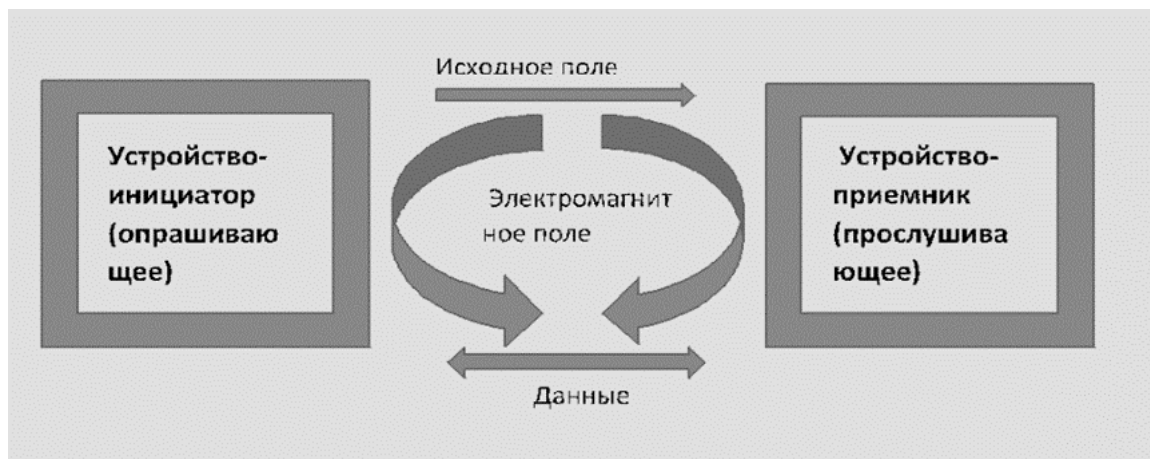 Исходное поле
Устройство-
инициатор
(опрашиваю
щее)
Электромагнит
ное поле
Устройство-
приемник
(прослушива
ющее)
Данные